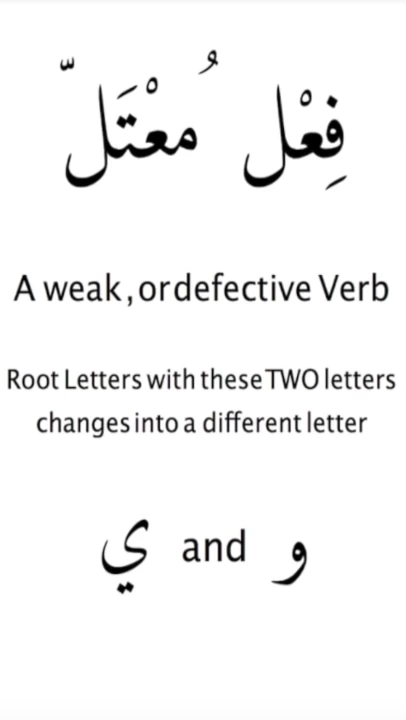 فِعْل مُعْتَلّ
A weak, or defective Verb
Root Letters with these TWO letters
changes into a different letter
ي and و